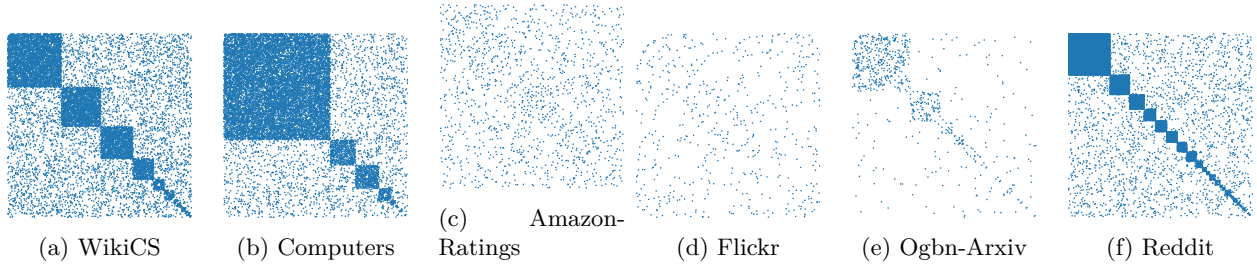 (a) WikiCS
(b) Computers
(c) Amazon-
Ratings
(d) Flickr
(e) Ogbn-Arxiv
(f) Reddit